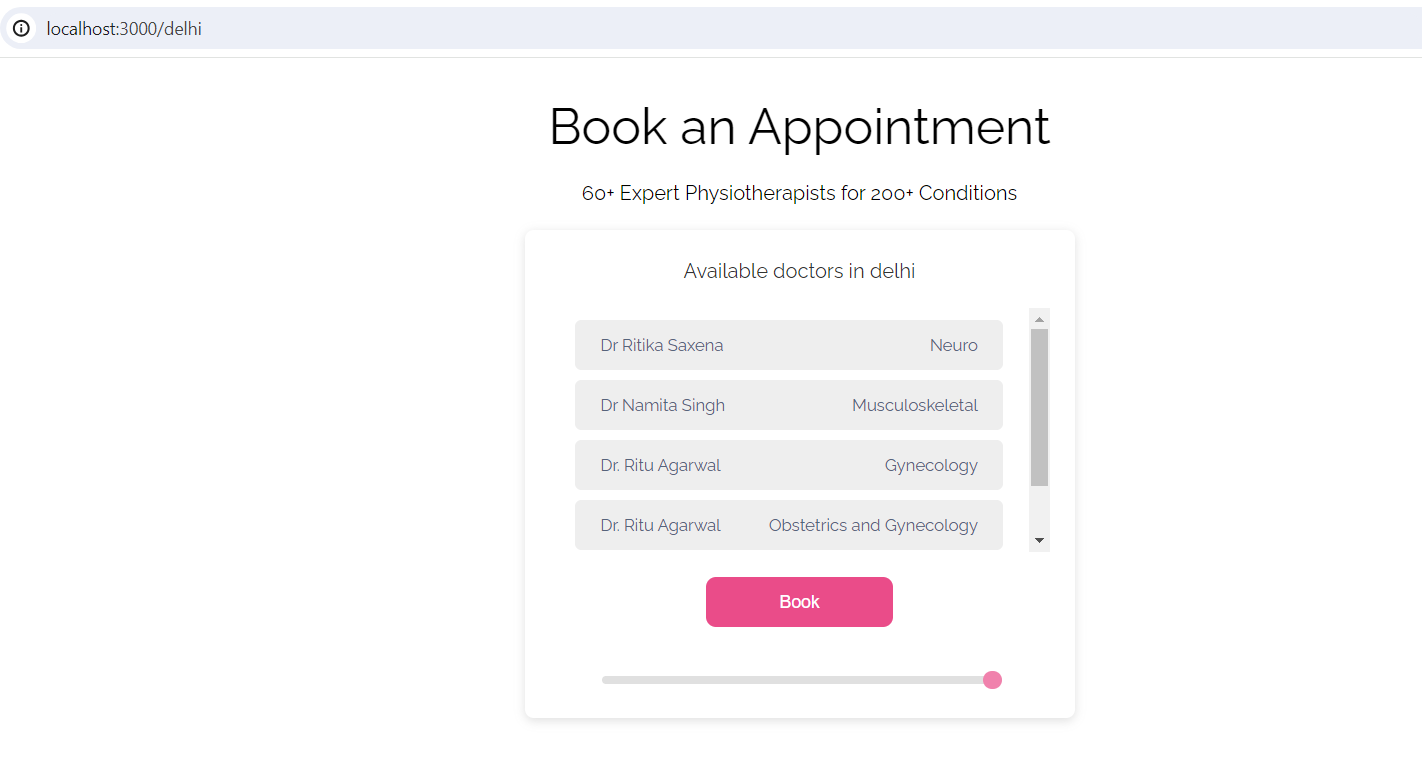 localhost:3000/delhi
Book an Appointment
60+ Expert Physiotherapists for 200+ Conditions
Available doctors in delhi
Dr Ritika Saxena Neuro
Dr Namita Singh Musculoskeletal
Dr. Ritu Agarwal Gynecology
Dr. Ritu Agarwal Obstetrics and Gynecology
Book